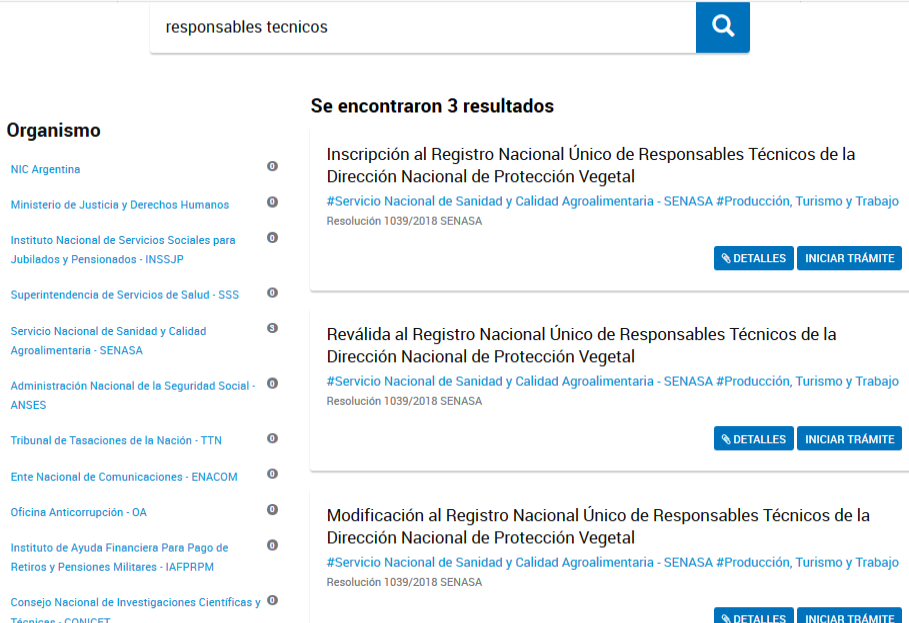 responsables tecnicos
Se encontraron 3 resultados
Organismo
NIC Argentina
0
Ministerio de Justicia y Derechos Humanos
0
Instituto Nacional de Servicios Sociales para
Jubilados y Pensionados - INSSJP
0
Superintendencia de Servicios de Salud - SSS
0
Servicio Nacional de Sanidad y Calidad
Agroalimentaria - SENASA
3
Administración Nacional de la Seguridad Social -
ANSES
0
Tribunal de Tasaciones de la Nación - TTN
0
Ente Nacional de Comunicaciones - ENACOM
0
Oficina Anticorrupción - OA
0
Instituto de Ayuda Financiera Para Pago de
Retiros y Pensiones Militares - IAFPRPM
0
Consejo Nacional de Investigaciones Científicas y
Técnicas - CONICET
0
Inscripción al Registro Nacional Único de Responsables Técnicos de la
Dirección Nacional de Protección Vegetal
#Servicio Nacional de Sanidad y Calidad Agroalimentaria - SENASA #Producción, Turismo y Trabajo
Resolución 1039/2018 SENASA
DETALLES
INICIAR TRÁMITE
Reválida al Registro Nacional Único de Responsables Técnicos de la
Dirección Nacional de Protección Vegetal
#Servicio Nacional de Sanidad y Calidad Agroalimentaria - SENASA #Producción, Turismo y Trabajo
Resolución 1039/2018 SENASA
DETALLES
INICIAR TRÁMITE
Modificación al Registro Nacional Único de Responsables Técnicos de la
Dirección Nacional de Protección Vegetal
#Servicio Nacional de Sanidad y Calidad Agroalimentaria - SENASA #Producción, Turismo y Trabajo
Resolución 1039/2018 SENASA
DETALLES
INICIAR TRÁMITE